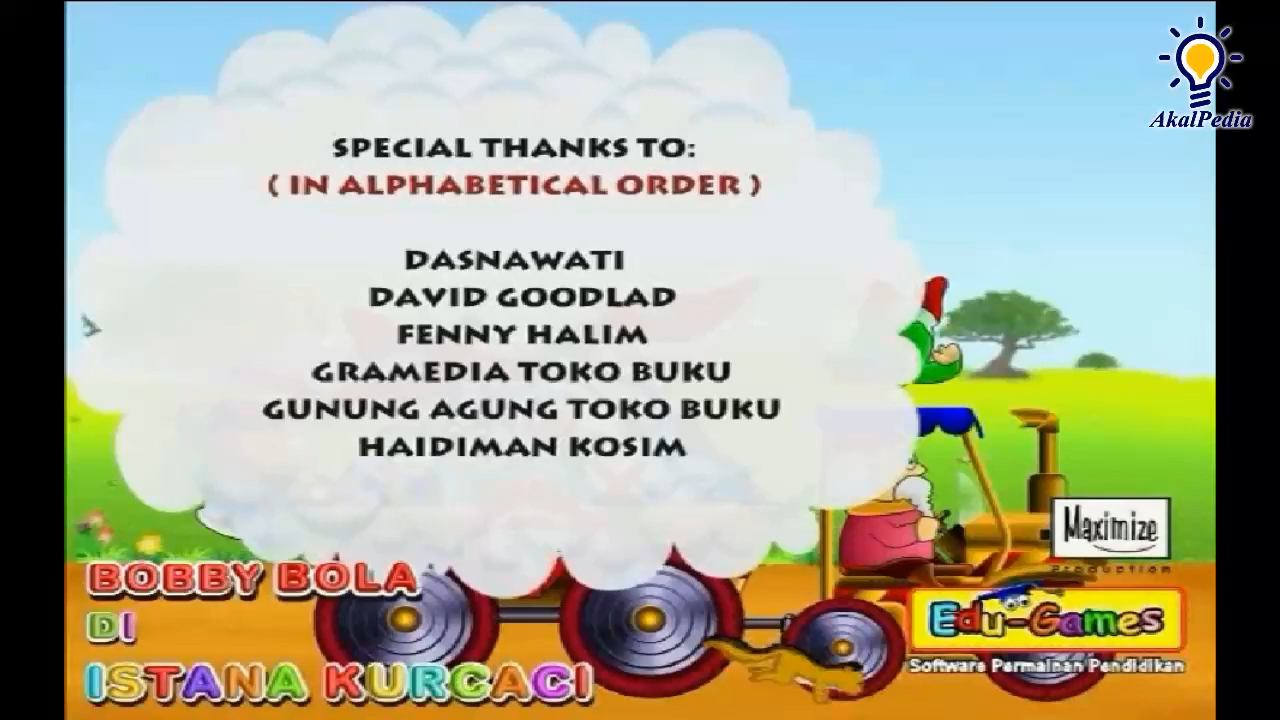 AkalPedia
SPECIAL THANKS TO:
( IN ALPHABETICAL ORDER )
DASNAWATI
DAVID GOODLAD
FENNY HALIM
GRAMEDIA TOKO BUKU
GUNUNG AGUNG TOKO BUKU
HAIDIMAN KOSIM
Maximize
Production
BOBBY BOLA
DI
ISTANA KURCACI
Edu-Games
Software Permainan Pendidikan